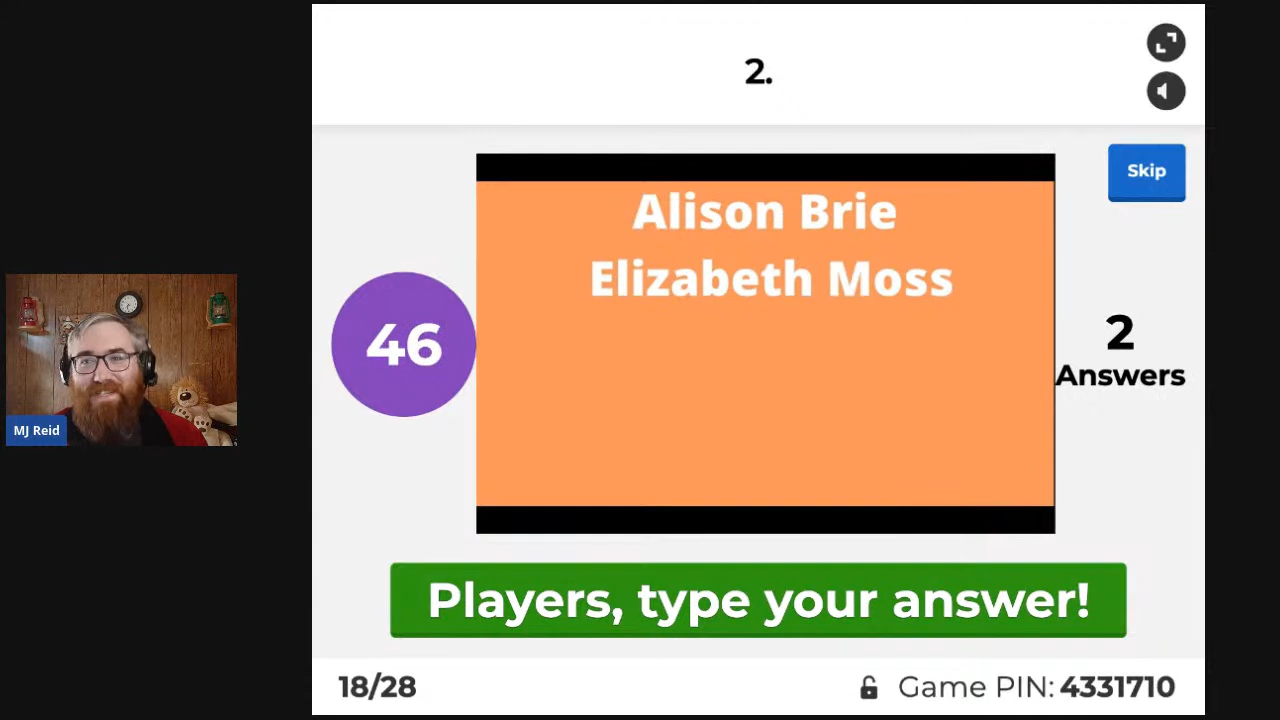 2.
Skip
Alison Brie
Elizabeth Moss
46
2
Answers
MJ Reid
Players, type your answer!
18/28
Game PIN: 4331710